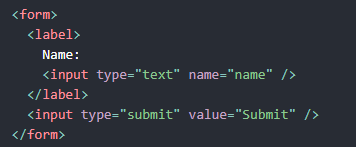 <form>
  <label>
    Name:
    <input type="text" name="name" />
  </label>
  <input type="submit" value="Submit" />
</form>